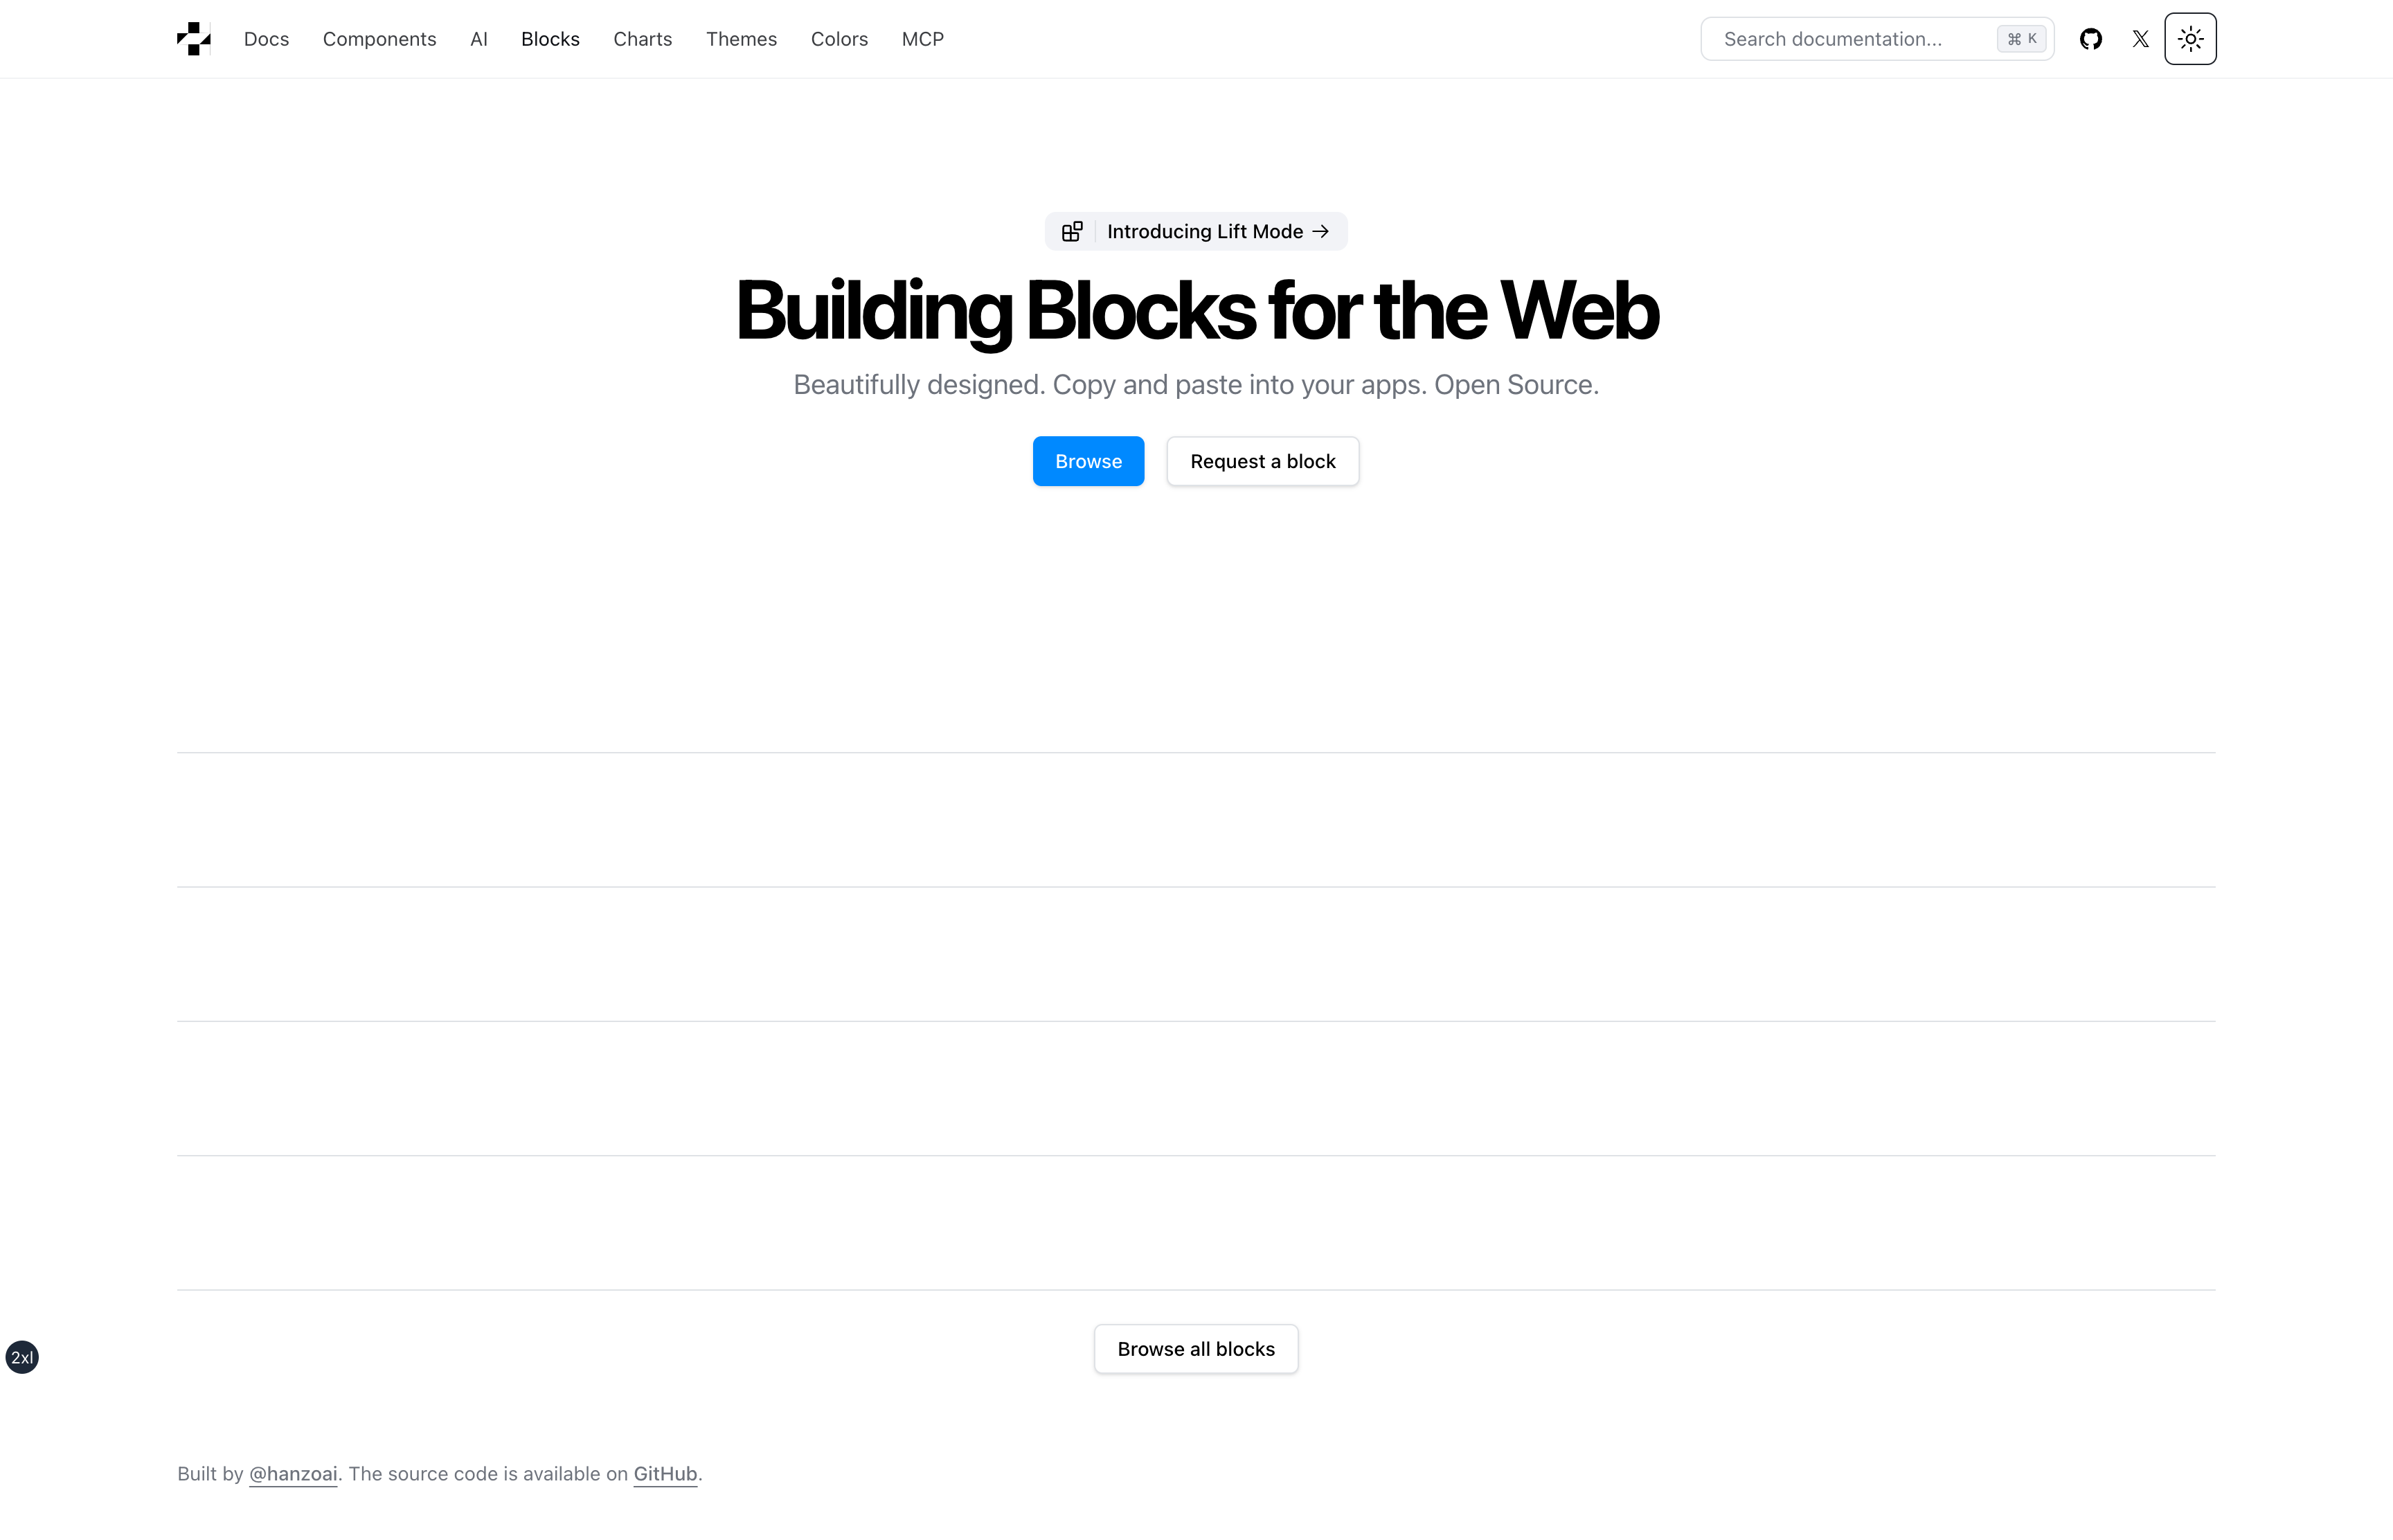 Docs Components AI Blocks Charts Themes Colors MCP Search documentation... ⌘ K
Introducing Lift Mode →
Building Blocks for the Web
Beautifully designed. Copy and paste into your apps. Open Source.
Browse Request a block
Browse all blocks
2xl
Built by @hanzoai. The source code is available on GitHub.